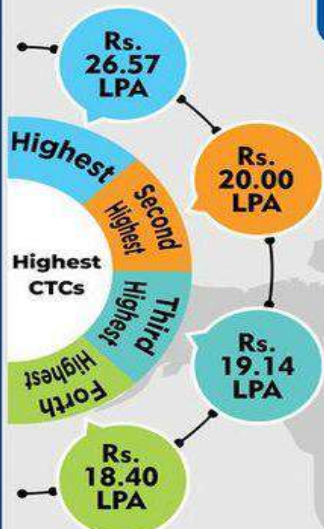 Rs.
26.57
LPA
Highest
Rs.
20.00
LPA
Second
Highest
Highest
CTCs
Third
Highest
Rs.
19.14
LPA
Forth
Highest
Rs.
18.40
LPA